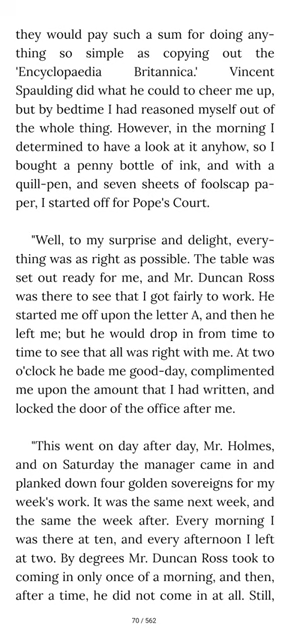 they would pay such a sum for doing any-
thing so simple as copying out the
'Encyclopaedia Britannica.' Vincent
Spaulding did what he could to cheer me up,
but by bedtime I had reasoned myself out of
the whole thing. However, in the morning I
determined to have a look at it anyhow, so I
bought a penny bottle of ink, and with a
quill-pen, and seven sheets of foolscap pa-
per, I started off for Pope's Court.
"Well, to my surprise and delight, every-
thing was as right as possible. The table was
set out ready for me, and Mr. Duncan Ross
was there to see that I got fairly to work. He
started me off upon the letter A, and then he
left me; but he would drop in from time to
time to see that all was right with me. At two
o'clock he bade me good-day, complimented
me upon the amount that I had written, and
locked the door of the office after me.
"This went on day after day, Mr. Holmes,
and on Saturday the manager came in and
planked down four golden sovereigns for my
week's work. It was the same next week, and
the same the week after. Every morning I
was there at ten, and every afternoon I left
at two. By degrees Mr. Duncan Ross took to
coming in only once of a morning, and then,
after a time, he did not come in at all. Still,
70 / 562